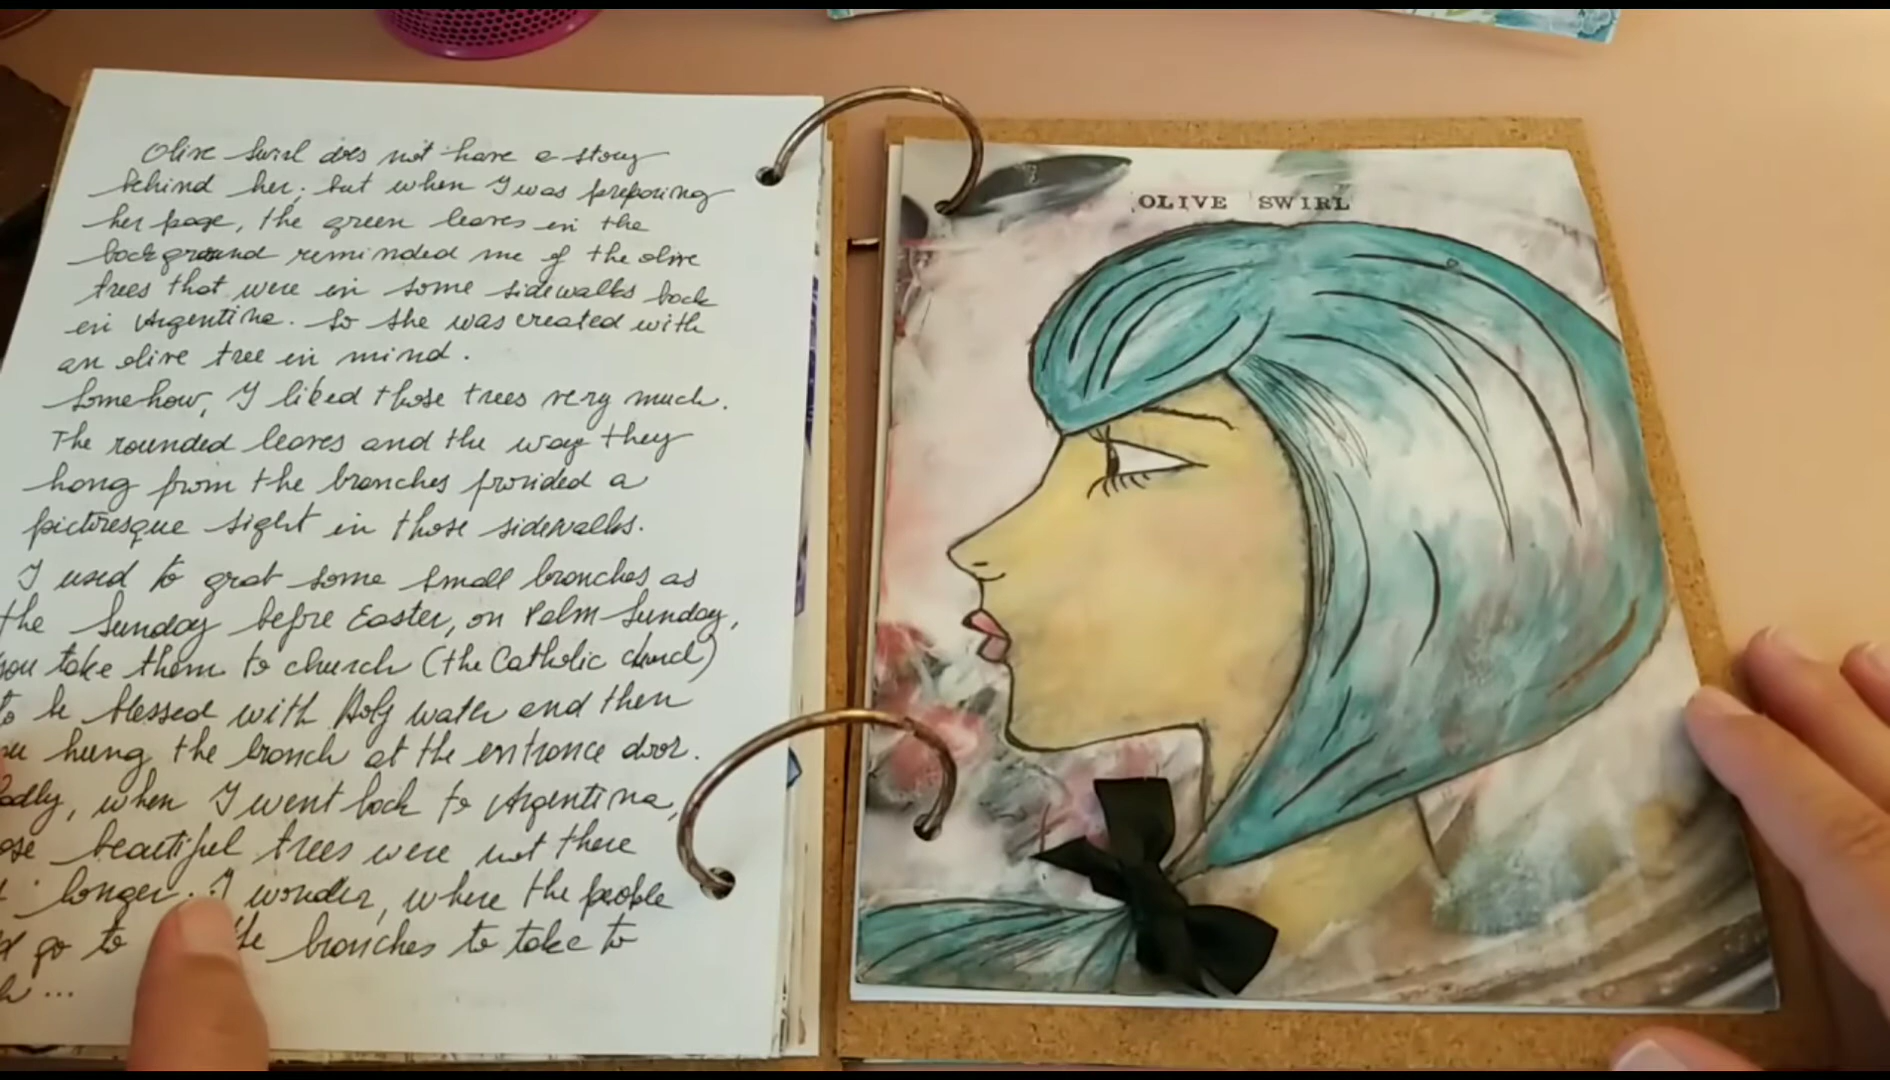 Olive Swirl does not have a story
behind her; but when I was preparing
her page, the green leaves in the
background reminded me of the olive
trees that were in some sidewalks back
in Argentina. So she was created with
an olive tree in mind.
Somehow, I liked those trees very much.
The rounded leaves and the way they
hang from the branches provided a
picturesque sight in those sidewalks.
I used to grab some small branches as
the Sunday before Easter, on Palm Sunday,
you take them to church (the Catholic church)
to be blessed with Holy water and then
hung the branch at the entrance door.
when I went back to Argentina,
beautiful trees were not there
longer. I wonder, where the people
go to the branches to take to
...
OLIVE SWIRL